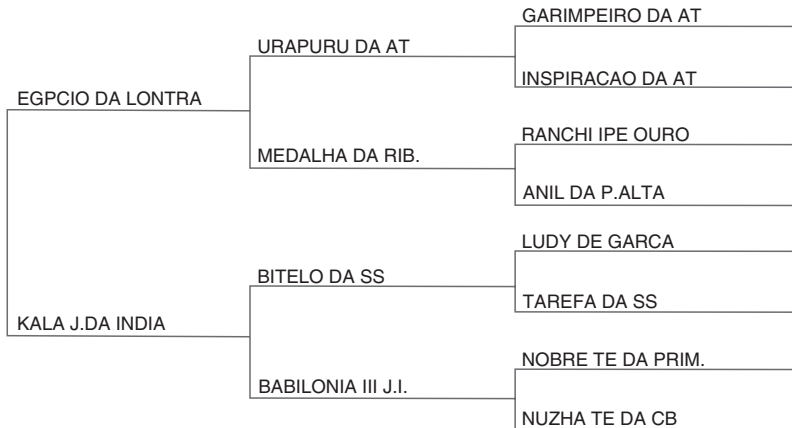 GARIMPEIRO DA AT
URAPURU DA AT
INSPIRACAO DA AT
EGPCIO DA LONTRA
RANCHI IPE OURO
MEDALHA DA RIB.
ANIL DA P.ALTA
LUDY DE GARCA
BITELO DA SS
TAREFA DA SS
KALA J.DA INDIA
NOBRE TE DA PRIM.
BABILONIA III J.I.
NUZHA TE DA CB